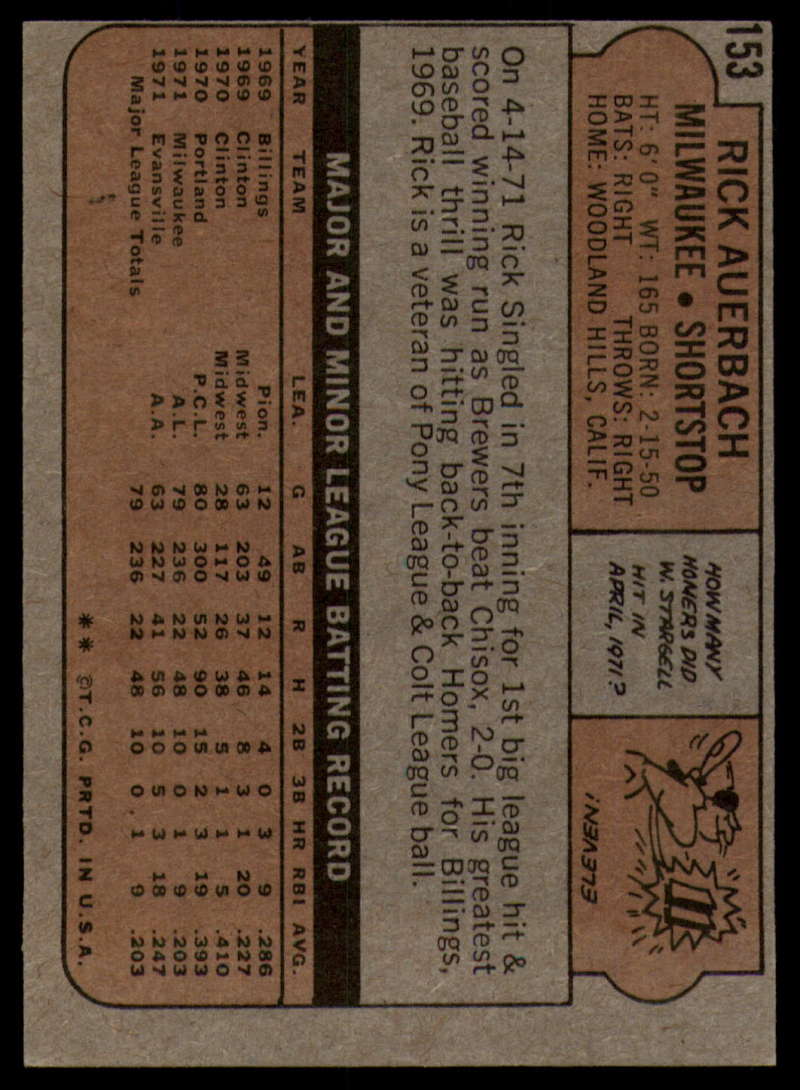 153
RICK AUERBACH
MILWAUKEE • SHORTSTOP
HT: 6'0" WT: 165 BORN: 2-15-50
BATS: RIGHT THROWS: RIGHT
HOME: WOODLAND HILLS, CALIF.
HOW MANY
HOMERS DID
W. STARGELL
HIT IN
APRIL, 1971?
ELEVEN!
On 4-14-71 Rick Singled in 7th inning for 1st big league hit &
scored winning run as Brewers beat Chisox, 2-0. His greatest
baseball thrill was hitting back-to-back Homers for Billings,
1969. Rick is a veteran of Pony League & Colt League ball.
MAJOR AND MINOR LEAGUE BATTING RECORD
YEAR TEAM LEA. G AB R H 2B 3B HR RBI AVG.
1969 Billings Pion. 12 49 12 14 4 0 3 9 .286
1969 Clinton Midwest 63 203 37 46 8 3 1 20 .227
1970 Clinton Midwest 28 117 26 38 5 1 1 5 .410
1970 Portland P.C.L. 80 300 52 90 15 2 3 19 .393
1971 Milwaukee A.L. 79 236 22 48 10 0 1 9 .203
1971 Evansville A.A. 63 227 41 56 10 5 3 18 .247
Major League Totals 79 236 22 48 10 0 1 9 .203
** ©T.C.G. PRTD. IN U.S.A.